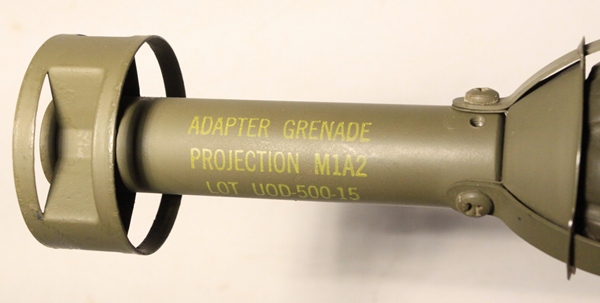 ADAPTER GRENADE
PROJECTION M1A2
LOT UOD-500-15